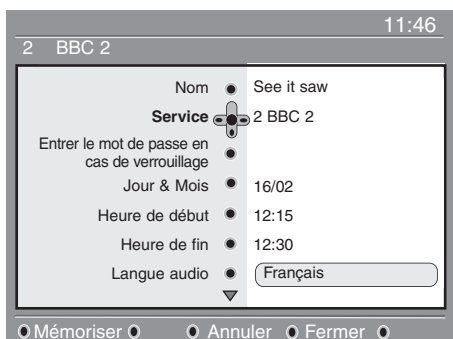 11:46
2 BBC 2
Nom See it saw
Service 2 BBC 2
Entrer le mot de passe en
cas de verrouillage
Jour & Mois 16/02
Heure de début 12:15
Heure de fin 12:30
Langue audio Français
Mémoriser Annuler Fermer